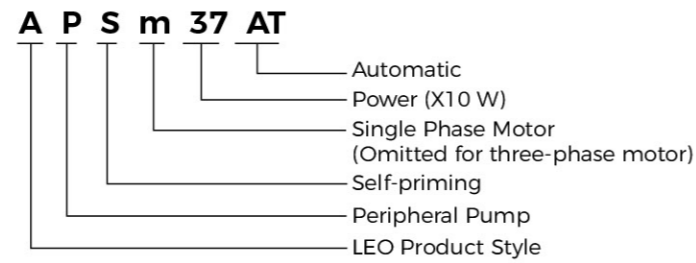 A P S m 37 AT
Automatic
Power (X10 W)
Single Phase Motor
(Omitted for three-phase motor)
Self-priming
Peripheral Pump
LEO Product Style